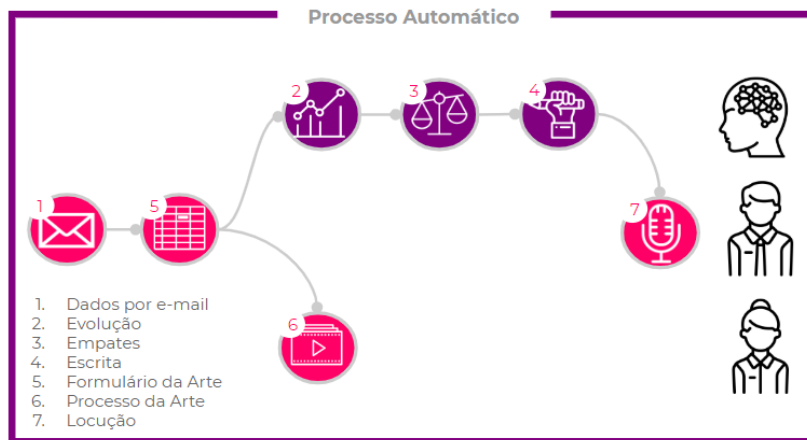 Processo Automático
2
3
4
1
5
7
6
1. Dados por e-mail
2. Evolução
3. Empates
4. Escrita
5. Formulário da Arte
6. Processo da Arte
7. Locução